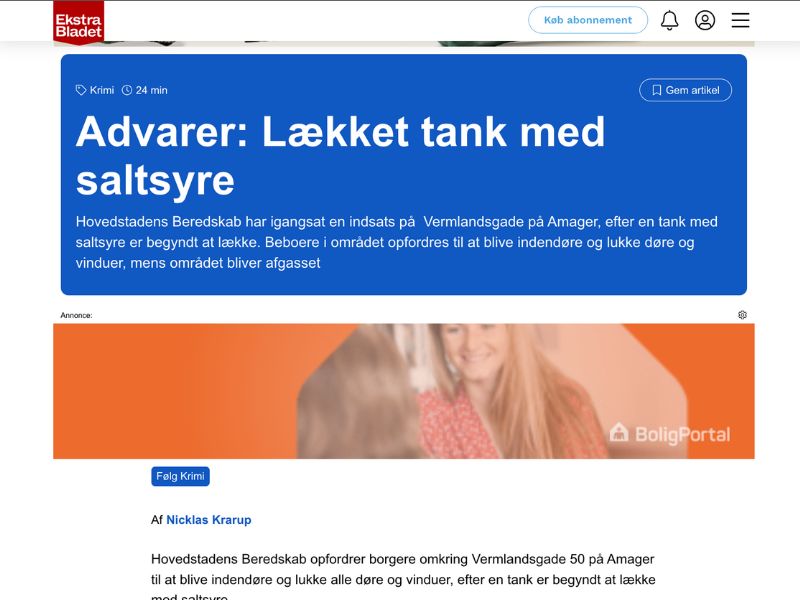 Ekstra
Bladet
Køb abonnement
Krimi 24 min
Gem artikel
Advarer: Lækket tank med
saltsyre
Hovedstadens Beredskab har igangsat en indsats på  Vermlandsgade på Amager, efter en tank med
saltsyre er begyndt at lække. Beboere i området opfordres til at blive indendøre og lukke døre og
vinduer, mens området bliver afgasset
Annonce:
BoligPortal
Følg Krimi
Af Nicklas Krarup
Hovedstadens Beredskab opfordrer borgere omkring Vermlandsgade 50 på Amager
til at blive indendøre og lukke alle døre og vinduer, efter en tank er begyndt at lække
med saltsyre.